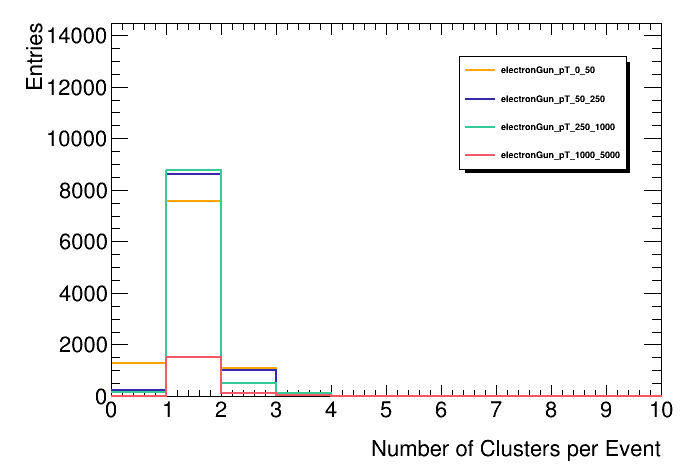 Entries
14000
12000
10000
8000
6000
4000
2000
0
electronGun_pT_0_50
electronGun_pT_50_250
electronGun_pT_250_1000
electronGun_pT_1000_5000
0 1 2 3 4 5 6 7 8 9 10
Number of Clusters per Event